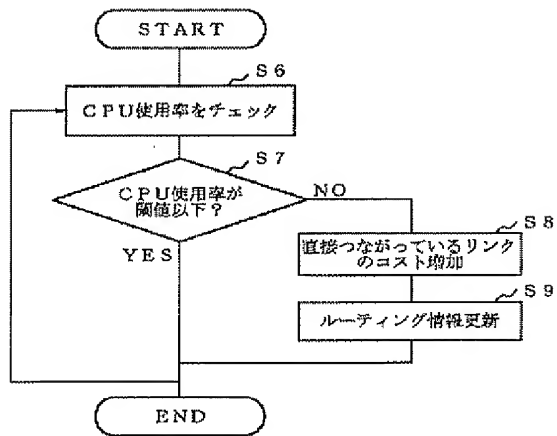 START
S6
CPU使用率をチェック
S7
CPU使用率が
閾値以下?
NO
YES
S8
直接つながっているリンク
のコスト増加
S9
ルーティング情報更新
END